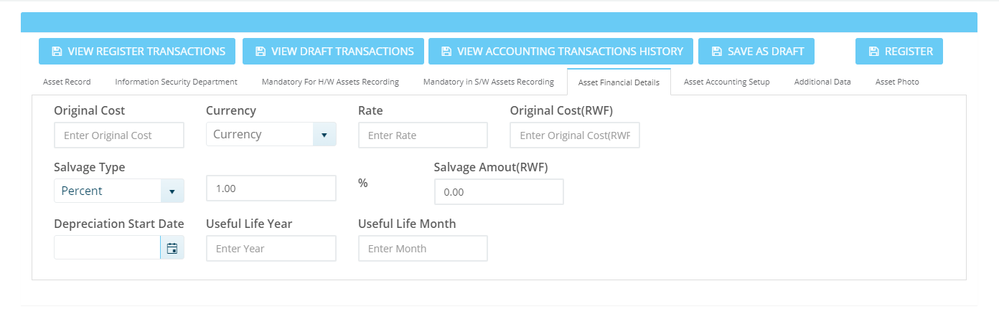 VIEW REGISTER TRANSACTIONS VIEW DRAFT TRANSACTIONS VIEW ACCOUNTING TRANSACTIONS HISTORY SAVE AS DRAFT REGISTER
Asset Record Information Security Department Mandatory For H/W Assets Recording Mandatory in S/W Assets Recording Asset Financial Details Asset Accounting Setup Additional Data Asset Photo
Original Cost Currency Rate Original Cost(RWF)
Enter Original Cost Currency Enter Rate Enter Original Cost(RWF
Salvage Type Salvage Amout(RWF)
Percent 1.00 % 0.00
Depreciation Start Date Useful Life Year Useful Life Month
Enter Year Enter Month